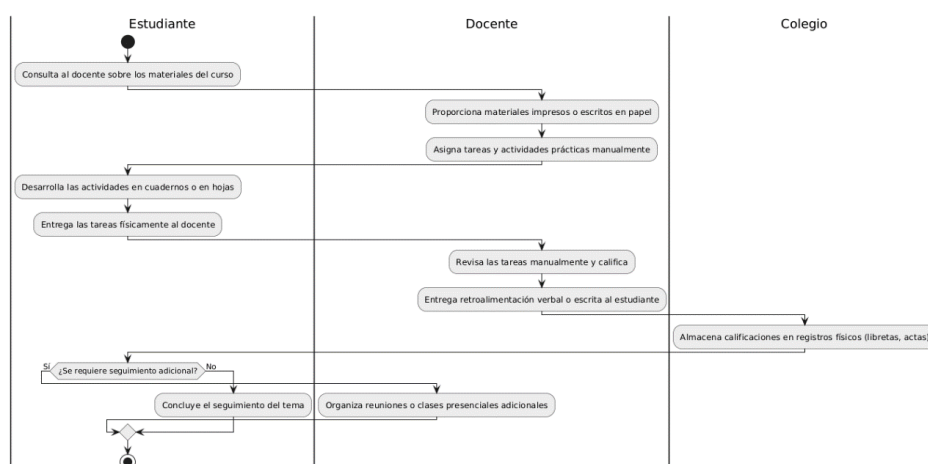 Estudiante
Docente
Colegio
Consulta al docente sobre los materiales del curso
Proporciona materiales impresos o escritos en papel
Asigna tareas y actividades prácticas manualmente
Desarrolla las actividades en cuadernos o en hojas
Entrega las tareas físicamente al docente
Revisa las tareas manualmente y califica
Entrega retroalimentación verbal o escrita al estudiante
Almacena calificaciones en registros físicos (libretas, actas)
Sí
¿Se requiere seguimiento adicional?
No
Concluye el seguimiento del tema
Organiza reuniones o clases presenciales adicionales